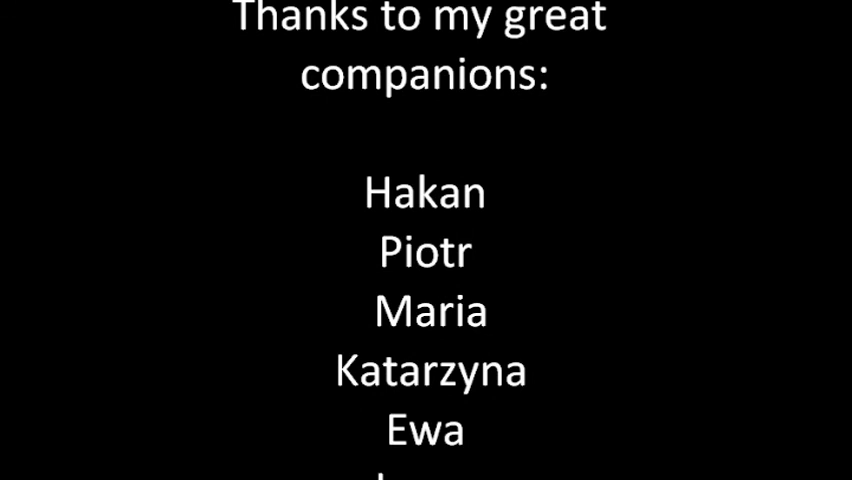 Thanks to my great
companions:
Hakan
Piotr
Maria
Katarzyna
Ewa